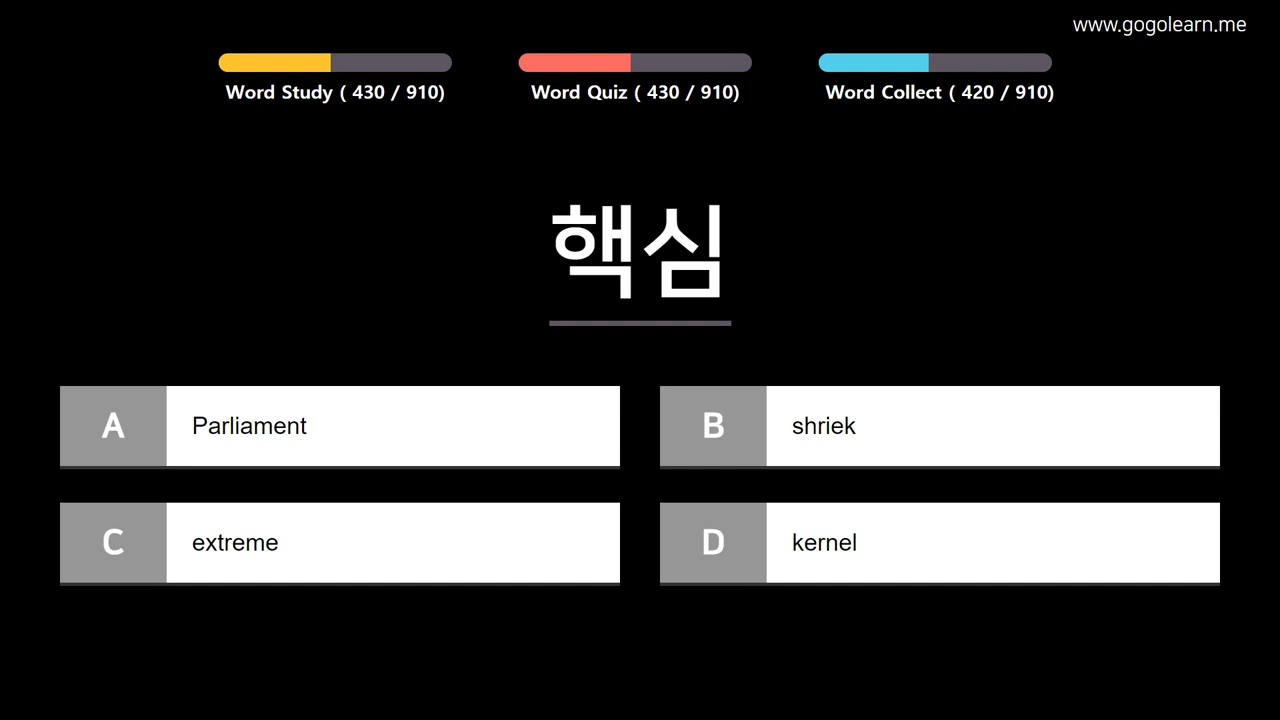 www.gogolearn.me
Word Study ( 430 / 910)
Word Quiz ( 430 / 910)
Word Collect ( 420 / 910)
핵심
A Parliament
B shriek
C extreme
D kernel